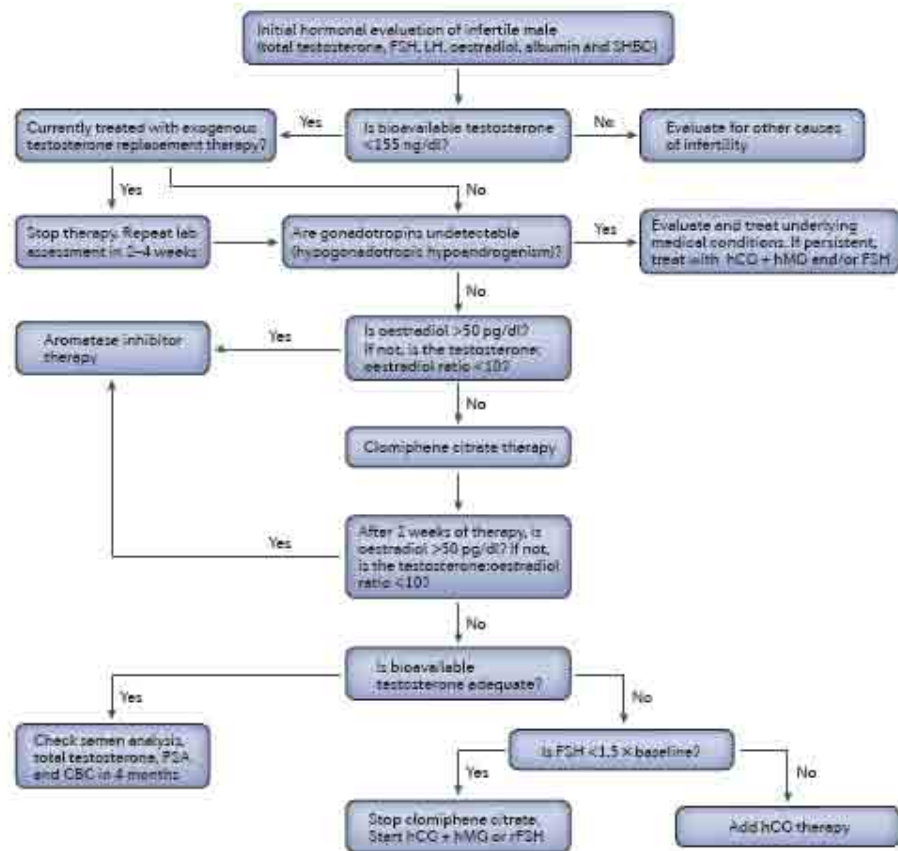 Initial hormonal evaluation of infertile male
(total testosterone, FSH, LH, oestradiol, albumin and SHBG)
Currently treated with exogenous
testosterone replacement therapy?
Yes
Is bioavailable testosterone
<155 ng/dl?
No
Evaluate for other causes
of infertility
Yes
No
Stop therapy. Repeat lab
assessment in 2–4 weeks
Are gonadotropins undetectable
(hypogonadotropic hypoandrogenism)?
Yes
Evaluate and treat underlying
medical conditions. If persistent,
treat with hCG + hMG and/or FSH
No
Aromatase inhibitor
therapy
Yes
Is oestradiol >50 pg/dl?
If not, is the testosterone:
oestradiol ratio <10?
No
Clomiphene citrate therapy
Yes
After 2 weeks of therapy, is
oestradiol >50 pg/dl? If not,
is the testosterone:oestradiol
ratio <10?
No
Is bioavailable
testosterone adequate?
Yes
No
Check semen analysis,
total testosterone, PSA
and CBC in 4 months
Is FSH <1.5 × baseline?
Yes
No
Stop clomiphene citrate.
Start hCG + hMG or rFSH
Add hCG therapy